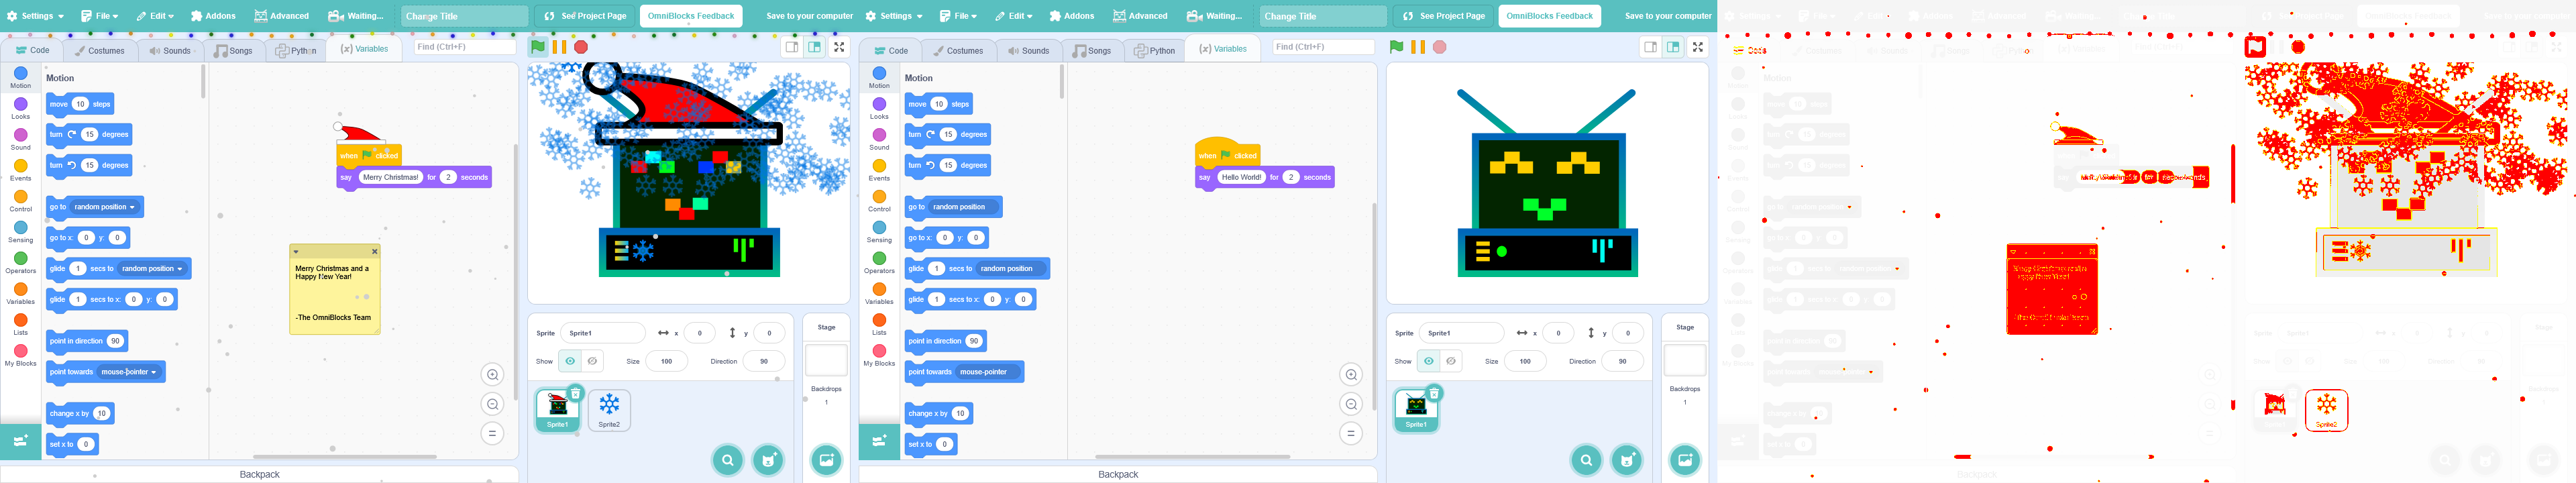 Settings File Edit Addons Advanced Waiting... Change Title See Project Page OmniBlocks Feedback Save to your computer
Code Costumes Sounds Songs Python (x) Variables Find (Ctrl+F)
Motion
Looks
Sound
Events
Control
Sensing
Operators
Variables
Lists
My Blocks
Motion
move 10 steps
turn 15 degrees
turn 15 degrees
go to random position
go to x: 0 y: 0
glide 1 secs to random position
glide 1 secs to x: 0 y: 0
point in direction 90
point towards mouse-pointer
change x by 10
set x to 0
when clicked
say Merry Christmas! for 2 seconds
Merry Christmas and a
Happy New Year!
-The OmniBlocks Team
Backpack
Sprite Sprite1 x 0 y 0
Show Size 100 Direction 90
Sprite1
Sprite2
Stage
Backdrops
1
Settings File Edit Addons Advanced Waiting... Change Title See Project Page OmniBlocks Feedback Save to your computer
Code Costumes Sounds Songs Python (x) Variables Find (Ctrl+F)
Motion
Looks
Sound
Events
Control
Sensing
Operators
Variables
Lists
My Blocks
Motion
move 10 steps
turn 15 degrees
turn 15 degrees
go to random position
go to x: 0 y: 0
glide 1 secs to random position
glide 1 secs to x: 0 y: 0
point in direction 90
point towards mouse-pointer
change x by 10
set x to 0
when clicked
say Hello World! for 2 seconds
Backpack
Sprite Sprite1 x 0 y 0
Show Size 100 Direction 90
Sprite1
Stage
Backdrops
1
Code
Sprite2
Backpack